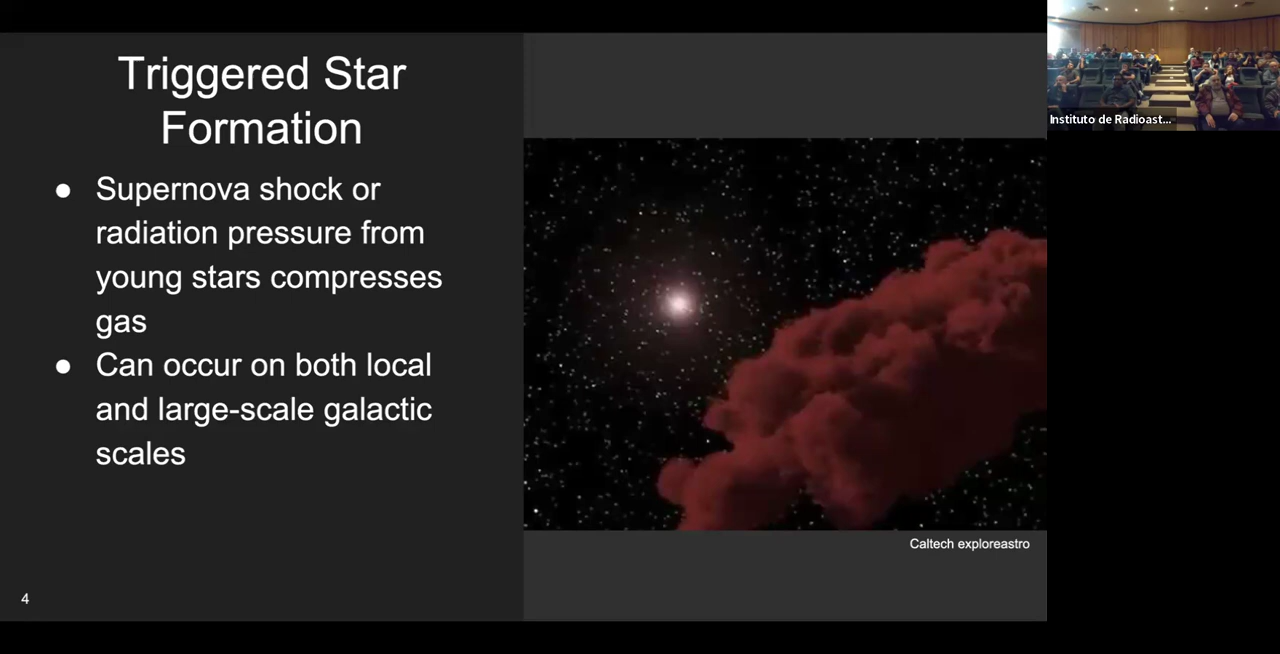 Triggered Star
Formation
● Supernova shock or
radiation pressure from
young stars compresses
gas
● Can occur on both local
and large-scale galactic
scales
Caltech exploreastro
4
Instituto de Radioast...